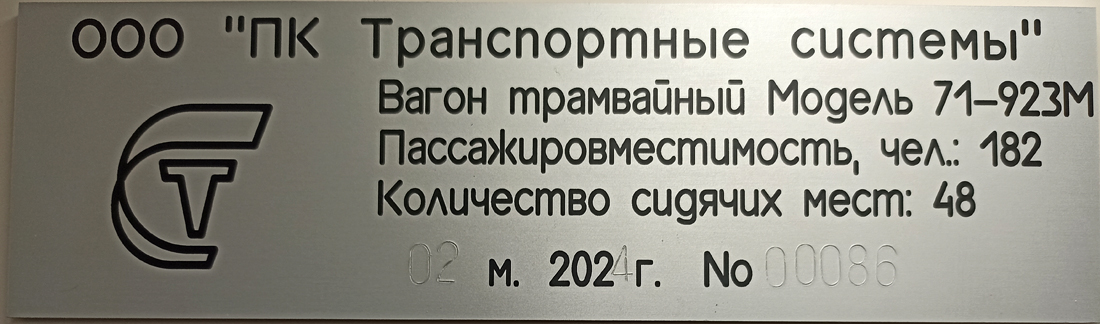 ООО "ПК Транспортные системы"
Вагон трамвайный Модель 71-923М
Пассажировместимость, чел.: 182
Количество сидячих мест: 48
СТ
02 м. 2024г. No 00086